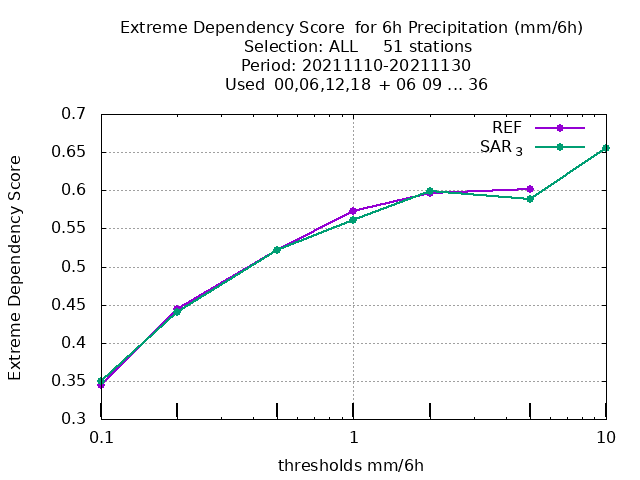 Extreme Dependency Score  for 6h Precipitation (mm/6h)
Selection: ALL     51 stations
Period: 20211110-20211130
Used  00,06,12,18 + 06 09 ... 36
REF
SAR 3
Extreme Dependency Score
0.7
0.65
0.6
0.55
0.5
0.45
0.4
0.35
0.3
0.1
1
10
thresholds mm/6h